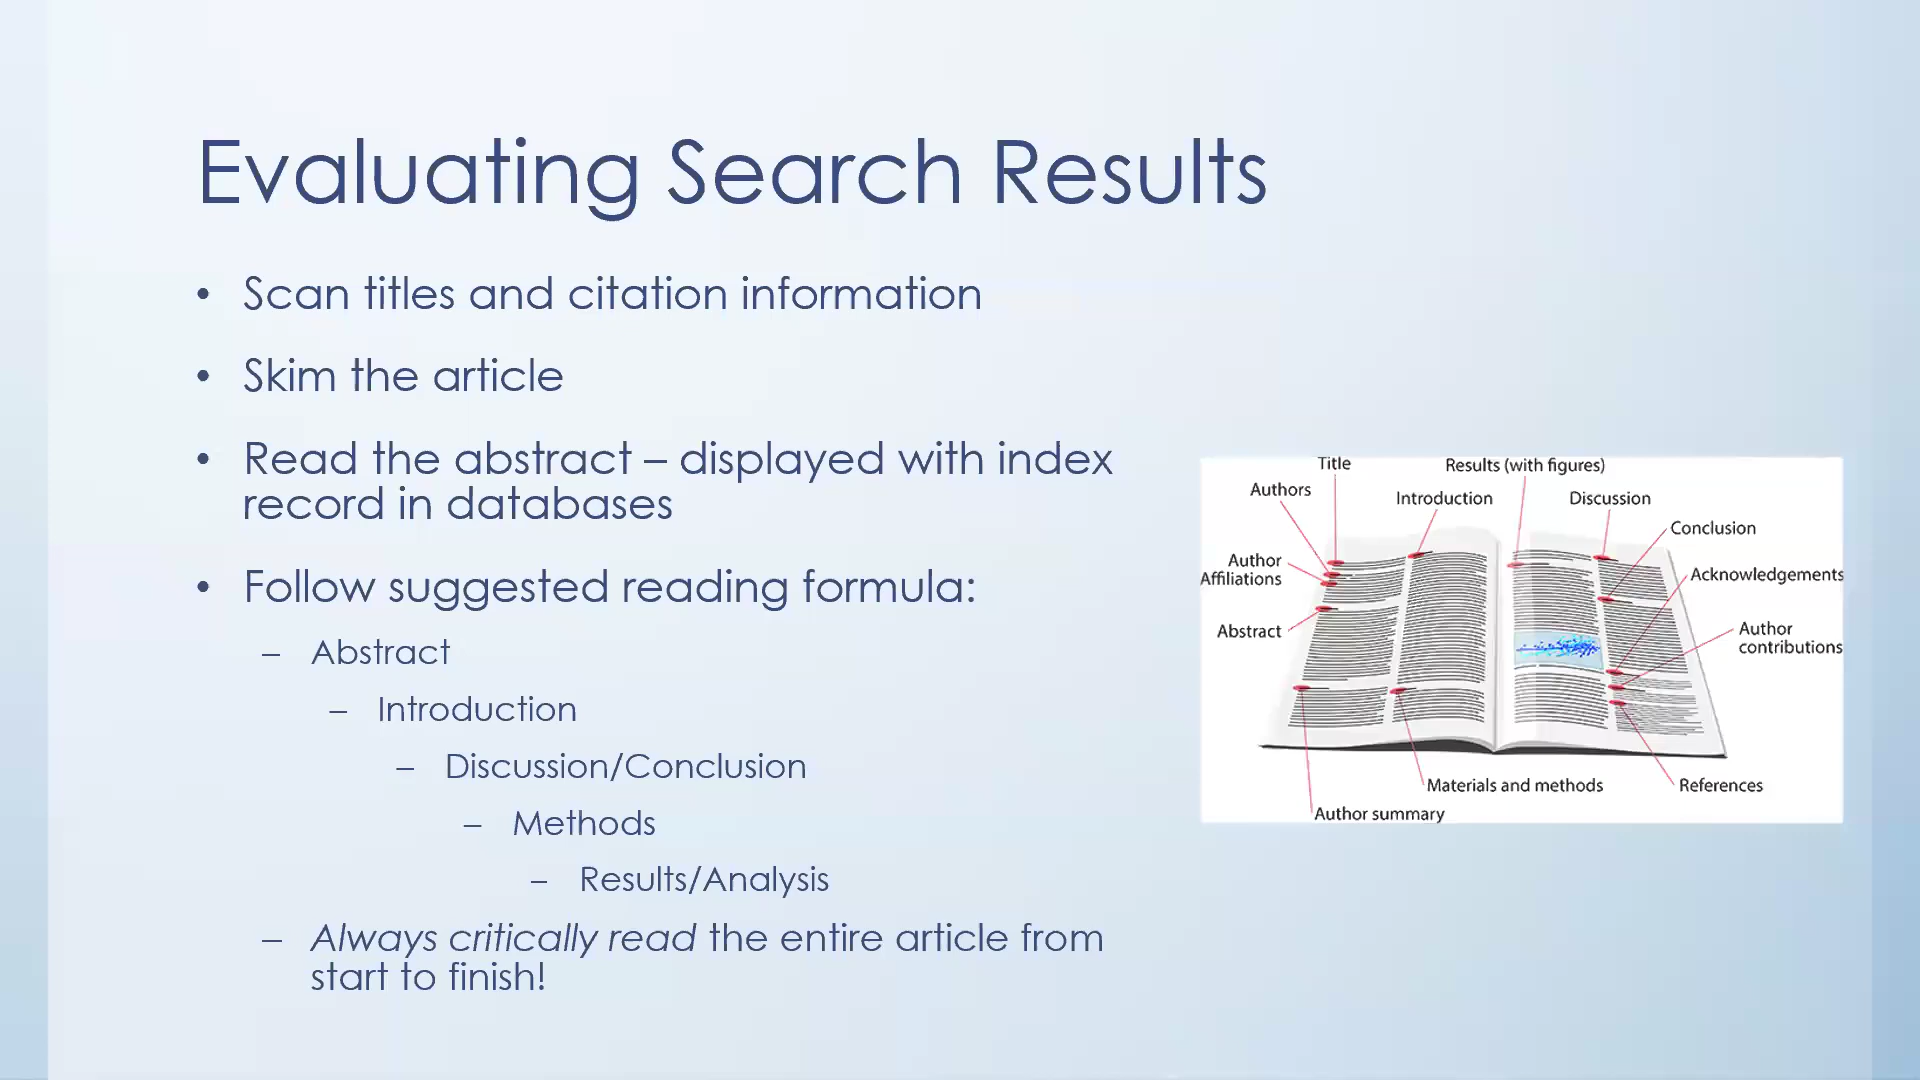 Evaluating Search Results
• Scan titles and citation information
• Skim the article
• Read the abstract – displayed with index
record in databases
• Follow suggested reading formula:
– Abstract
– Introduction
– Discussion/Conclusion
– Methods
– Results/Analysis
– Always critically read the entire article from
start to finish!
Title
Results (with figures)
Authors
Introduction
Discussion
Conclusion
Author
Affiliations
Acknowledgements
Abstract
Author
contributions
Materials and methods
References
Author summary